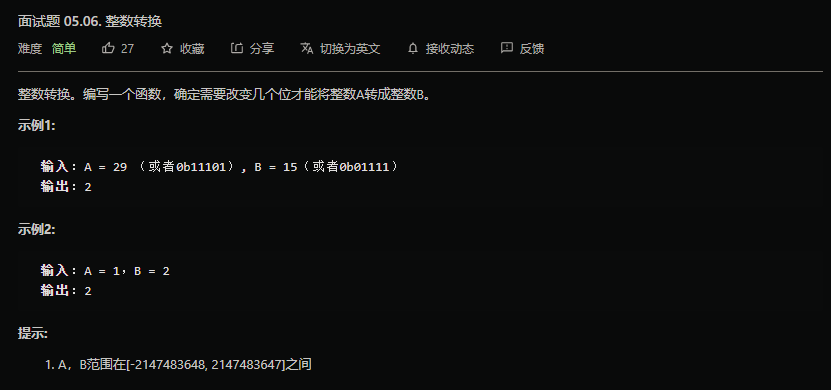 面试题 05.06. 整数转换
难度 简单 27 收藏 分享 切换为英文 接收动态 反馈
整数转换。编写一个函数，确定需要改变几个位才能将整数A转成整数B。
示例1:
输入：A = 29 （或者0b11101）, B = 15（或者0b01111）
输出：2
示例2:
输入：A = 1，B = 2
输出：2
提示:
1. A，B范围在[-2147483648, 2147483647]之间